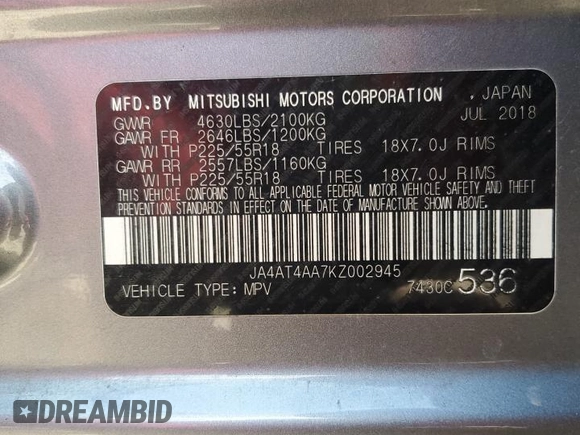 MFD.BY MITSUBISHI MOTORS CORPORATION , JAPAN
GVWR 4630LBS/2100KG JUL 2018
GAWR FR 2646LBS/1200KG
WITH P225/55R18 TIRES 18X7.0J RIMS
GAWR RR 2557LBS/1160KG
WITH P225/55R18 TIRES 18X7.0J RIMS
THIS VEHICLE CONFORMS TO ALL APPLICABLE FEDERAL MOTOR VEHICLE SAFETY AND THEFT
PREVENTION STANDARDS IN EFFECT ON THE DATE OF MANUFACTURE SHOWN ABOVE.
JA4AT4AA7KZ002945
VEHICLE TYPE: MPV 7430C 536
DREAMBID